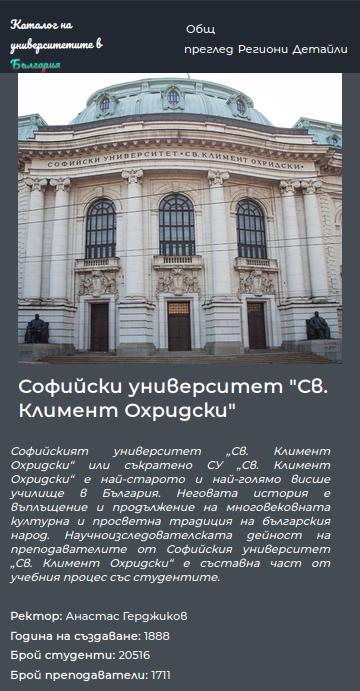 Каталог на
университетите в
България
Общ
преглед Региони Детайли
СОФИЙСКИ УНИВЕРСИТЕТ • СВ. КЛИМЕНТ ОХРИДСКИ •
Софийски университет "Св.
Климент Охридски"
Софийският университет „Св. Климент
Охридски“ или съкратено СУ „Св. Климент
Охридски“ е най-старото и най-голямо висше
училище в България. Неговата история е
въплъщение и продължение на многовековната
културна и просветна традиция на българския
народ. Научноизследователската дейност на
преподавателите от Софийския университет
„Св. Климент Охридски“ е съставна част от
учебния процес със студентите.
Ректор: Анастас Герджиков
Година на създаване: 1888
Брой студенти: 20516
Брой преподаватели: 1711